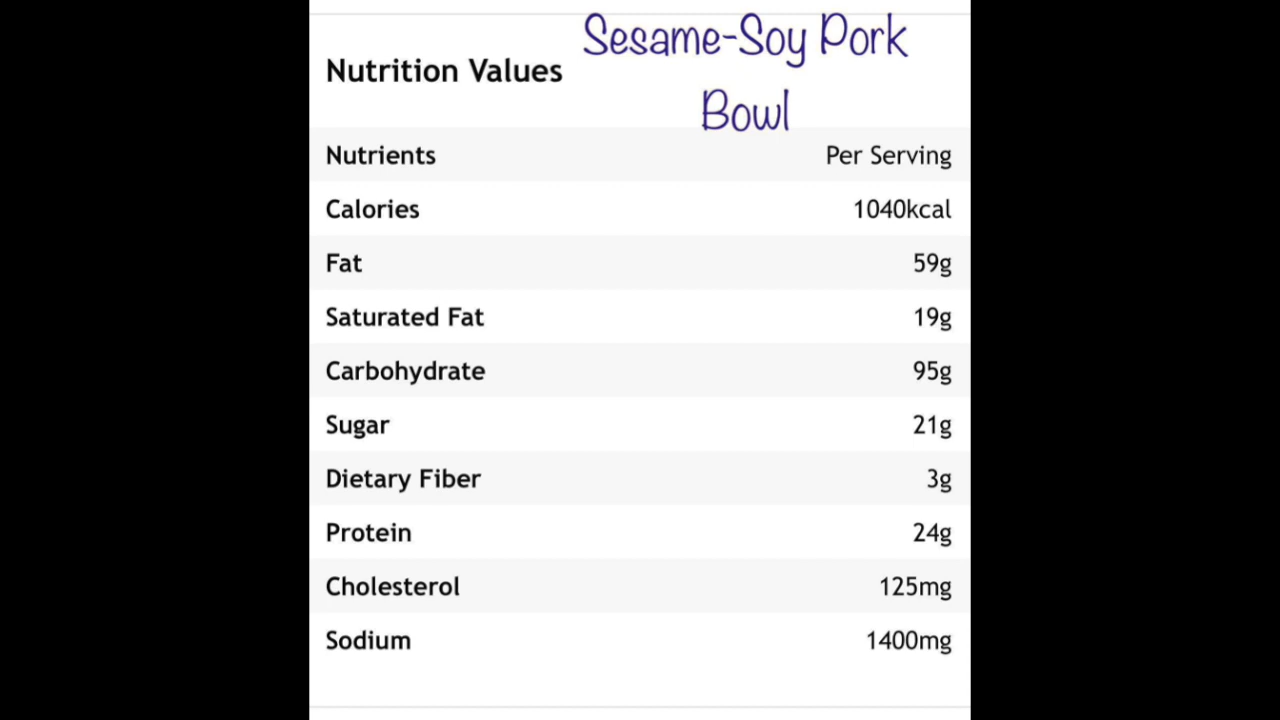 Sesame-Soy Pork
Nutrition Values
Bowl
Nutrients Per Serving
Calories 1040kcal
Fat 59g
Saturated Fat 19g
Carbohydrate 95g
Sugar 21g
Dietary Fiber 3g
Protein 24g
Cholesterol 125mg
Sodium 1400mg